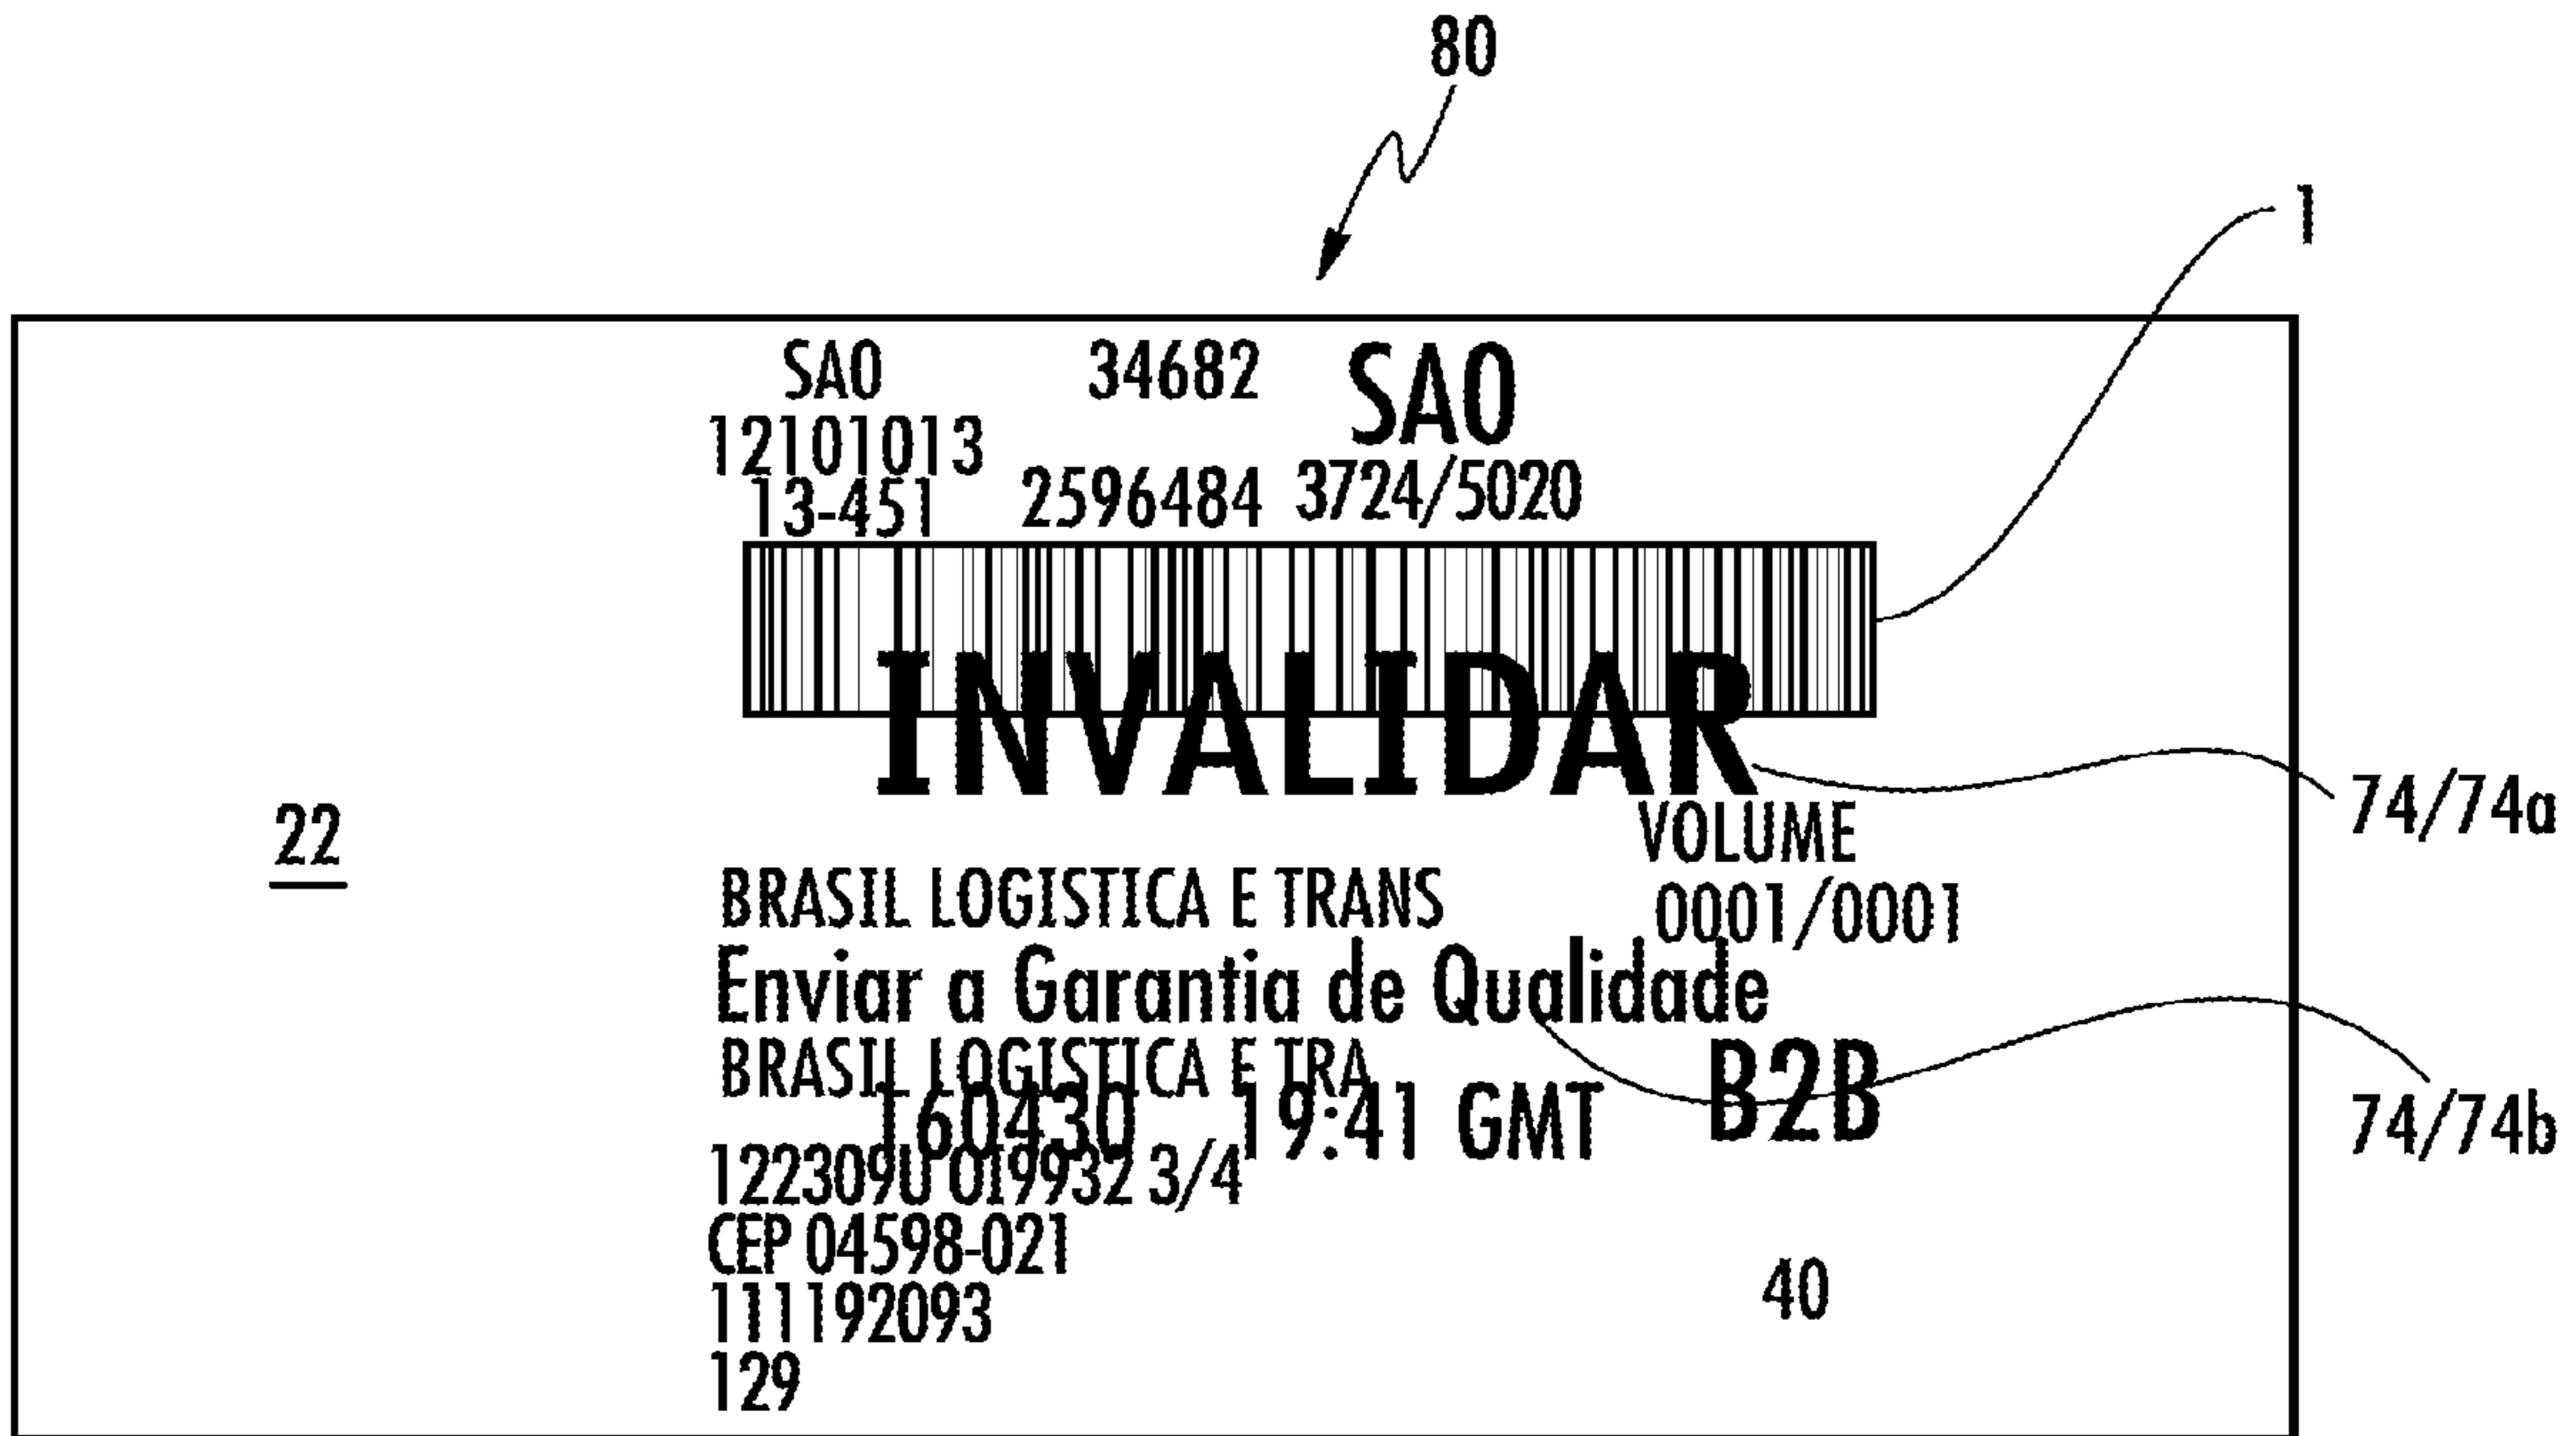 80
1
SAO 34682 SAO
12101013
13-451 2596484 3724/5020
INVALIDAR
74/74a
22
VOLUME
BRASIL LOGISTICA E TRANS
0001/0001
Enviar a Garantia de Qualidade
BRASIL LOGISTICA E TRA
B2B
160430 19:41 GMT
74/74b
122309U OI9932 3/4
CEP 04598-021
40
111192093
129